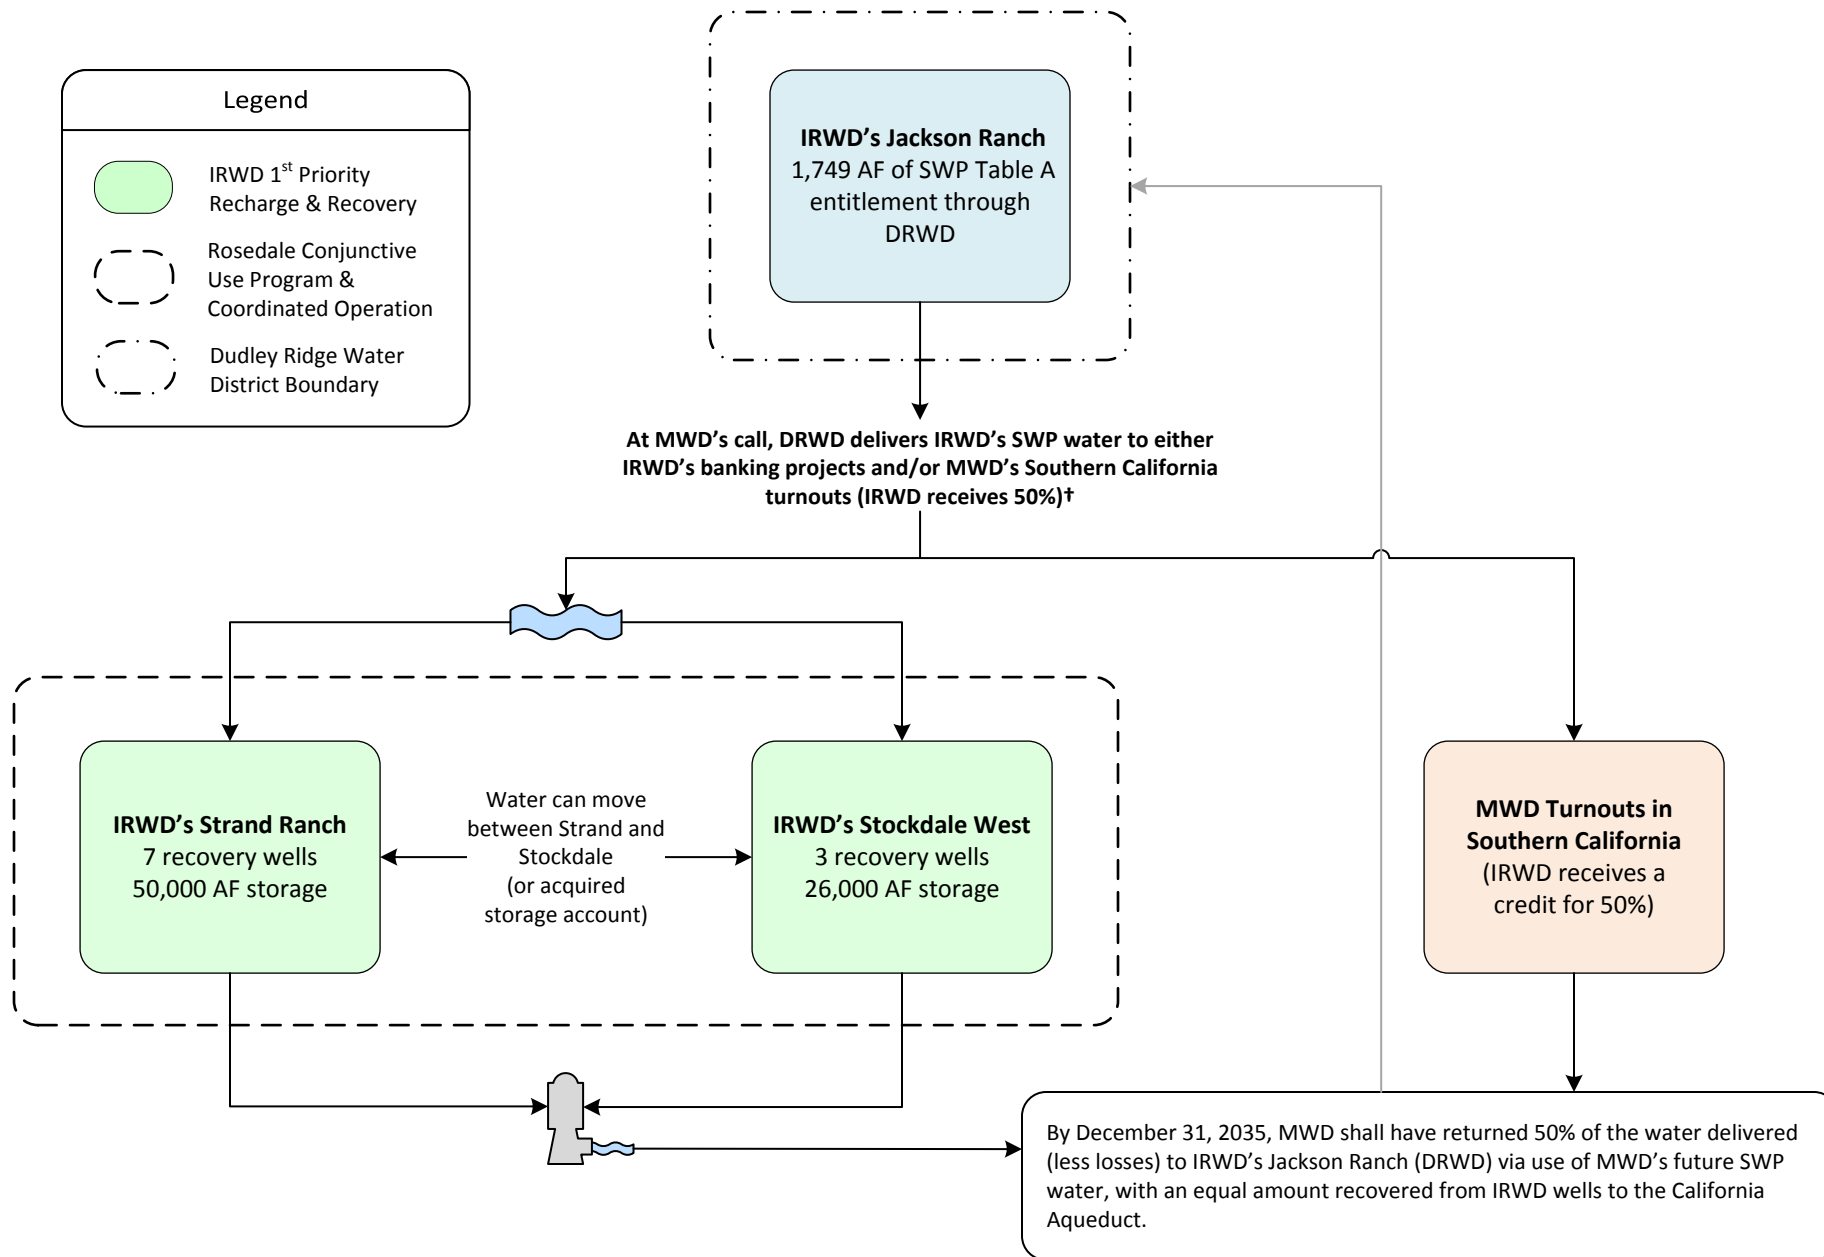 Legend
IRWD 1st Priority
Recharge & Recovery
Rosedale Conjunctive
Use Program &
Coordinated Operation
Dudley Ridge Water
District Boundary
IRWD's Jackson Ranch
1,749 AF of SWP Table A
entitlement through
DRWD
At MWD's call, DRWD delivers IRWD's SWP water to either
IRWD's banking projects and/or MWD's Southern California
turnouts (IRWD receives 50%)†
IRWD's Strand Ranch
7 recovery wells
50,000 AF storage
Water can move
between Strand and
Stockdale
(or acquired
storage account)
IRWD's Stockdale West
3 recovery wells
26,000 AF storage
MWD Turnouts in
Southern California
(IRWD receives a
credit for 50%)
By December 31, 2035, MWD shall have returned 50% of the water delivered
(less losses) to IRWD's Jackson Ranch (DRWD) via use of MWD's future SWP
water, with an equal amount recovered from IRWD wells to the California
Aqueduct.